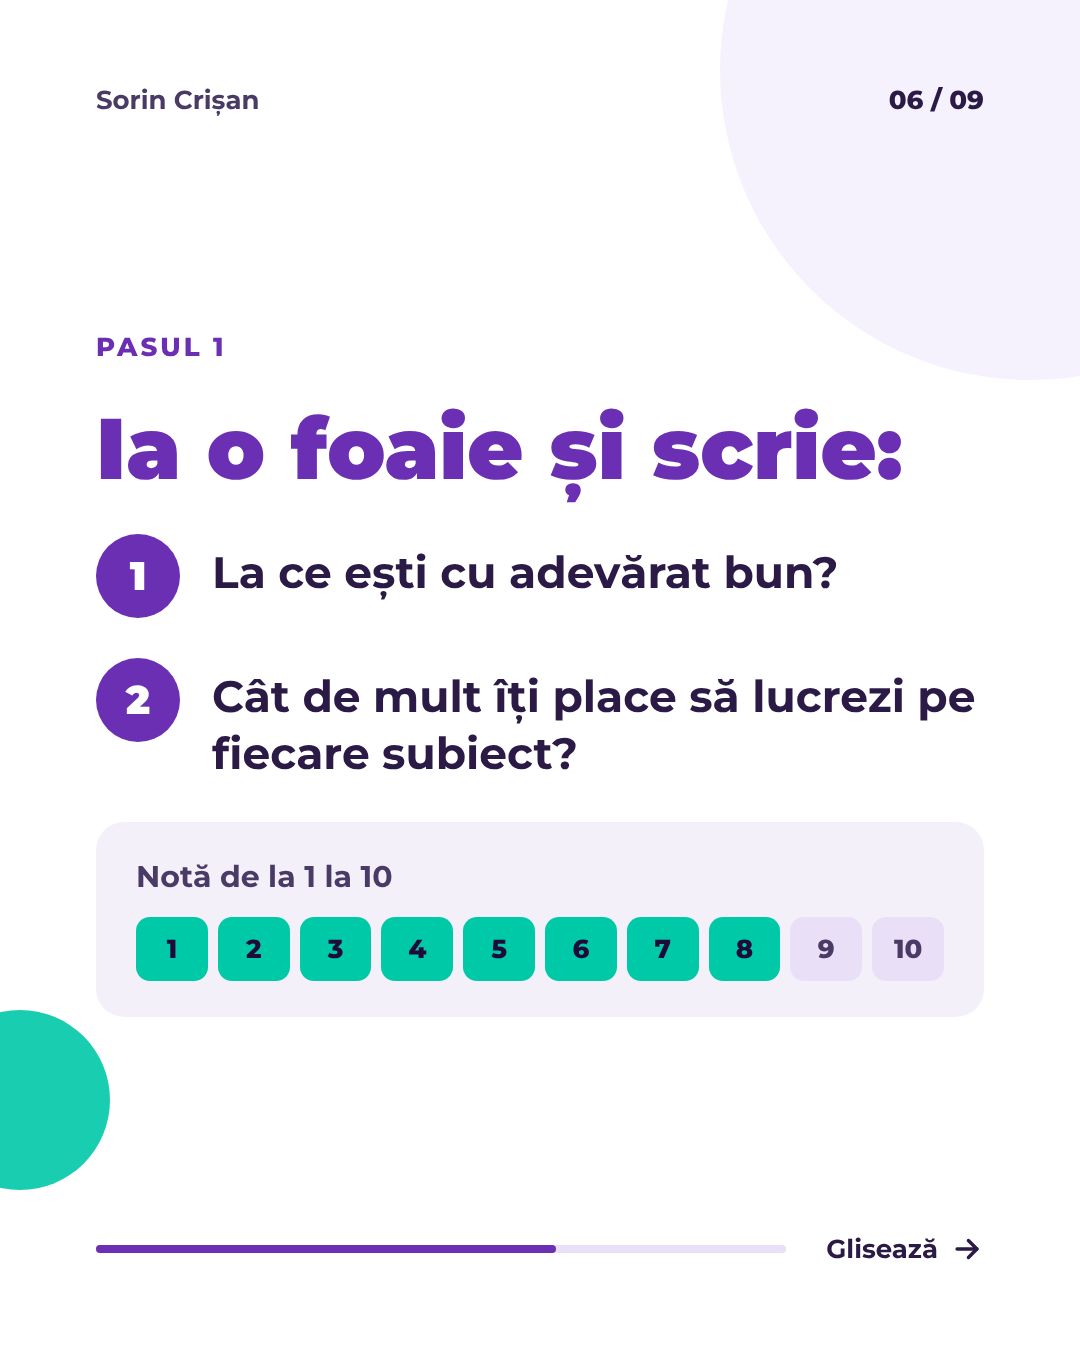 Sorin Crișan
06 / 09
PASUL 1
Ia o foaie și scrie:
1 La ce ești cu adevărat bun?
2 Cât de mult îți place să lucrezi pe
fiecare subiect?
Notă de la 1 la 10
1 2 3 4 5 6 7 8 9 10
Glisează →